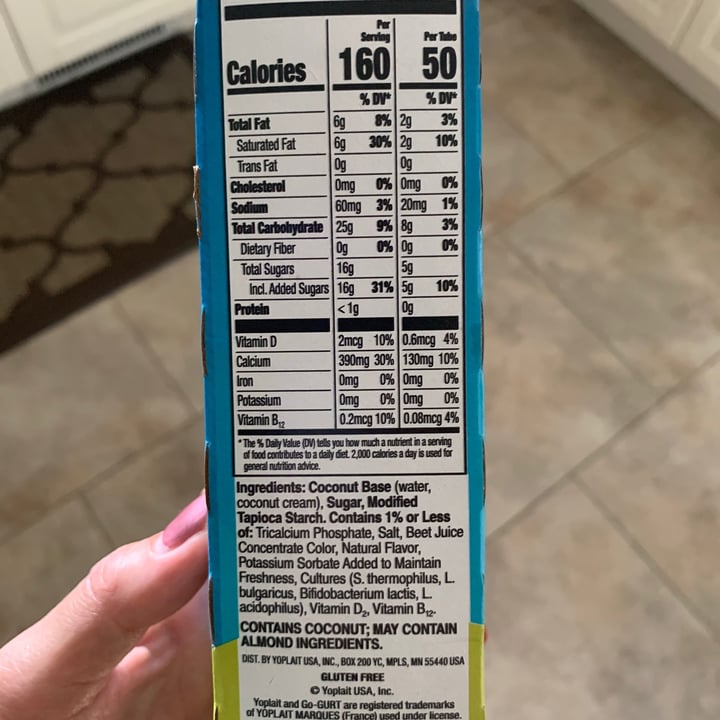 Per Serving Per Tube
Calories 160 50
% DV* % DV*
Total Fat 6g 8% 2g 3%
Saturated Fat 6g 30% 2g 10%
Trans Fat 0g 0g
Cholesterol 0mg 0% 0mg 0%
Sodium 60mg 3% 20mg 1%
Total Carbohydrate 25g 9% 8g 3%
Dietary Fiber 0g 0% 0g 0%
Total Sugars 16g 5g
Incl. Added Sugars 16g 31% 5g 10%
Protein <1g 0g
Vitamin D 2mcg 10% 0.6mcg 4%
Calcium 390mg 30% 130mg 10%
Iron 0mg 0% 0mg 0%
Potassium 0mg 0% 0mg 0%
Vitamin B12 0.2mcg 10% 0.08mcg 4%
*The % Daily Value (DV) tells you how much a nutrient in a serving
of food contributes to a daily diet. 2,000 calories a day is used for
general nutrition advice.
Ingredients: Coconut Base (water,
coconut cream), Sugar, Modified
Tapioca Starch. Contains 1% or Less
of: Tricalcium Phosphate, Salt, Beet Juice
Concentrate Color, Natural Flavor,
Potassium Sorbate Added to Maintain
Freshness, Cultures (S. thermophilus, L.
bulgaricus, Bifidobacterium lactis, L.
acidophilus), Vitamin D2, Vitamin B12.
CONTAINS COCONUT; MAY CONTAIN
ALMOND INGREDIENTS.
DIST. BY YOPLAIT USA, INC., BOX 200 YC, MPLS, MN 55440 USA
GLUTEN FREE
© Yoplait USA, Inc.
Yoplait and Go-GURT are registered trademarks
of YOPLAIT MARQUES (France) used under license.